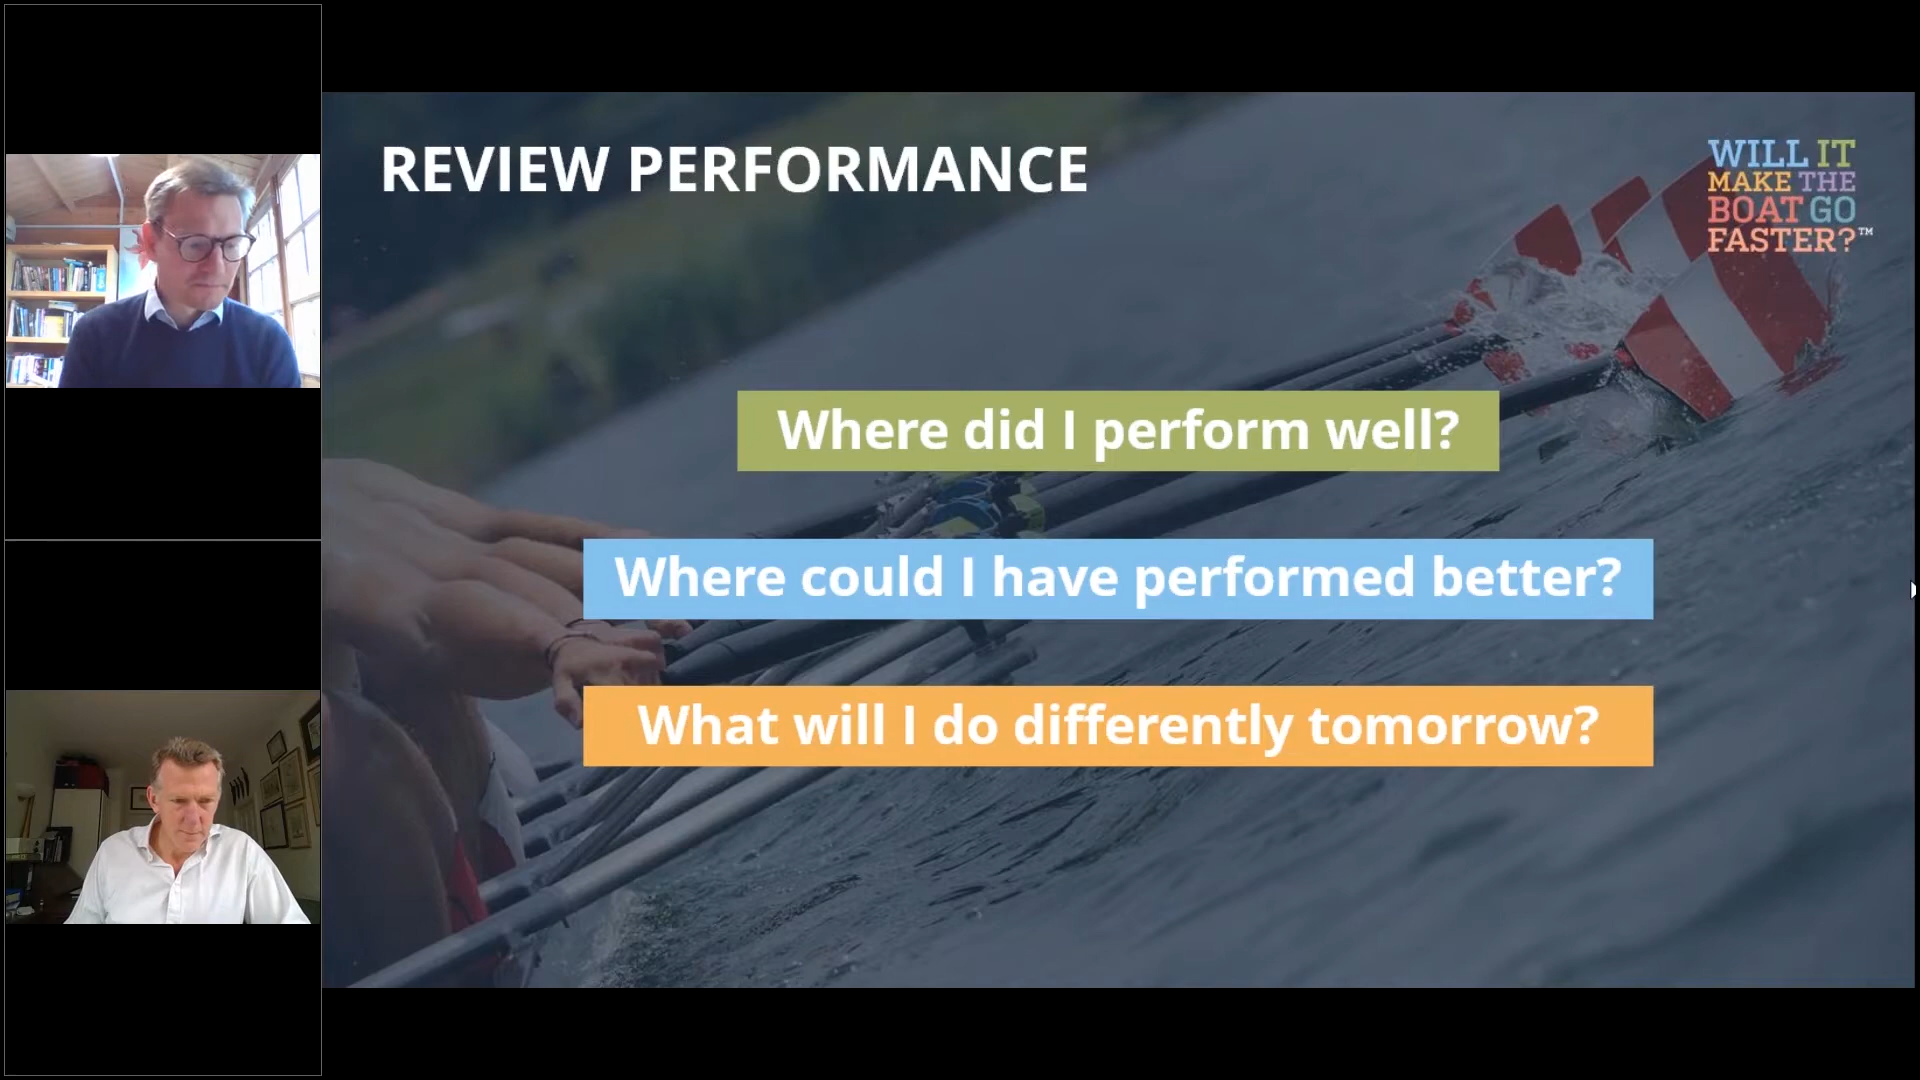 REVIEW PERFORMANCE
WILL IT
MAKE THE
BOAT GO
FASTER?™
Where did I perform well?
Where could I have performed better?
What will I do differently tomorrow?